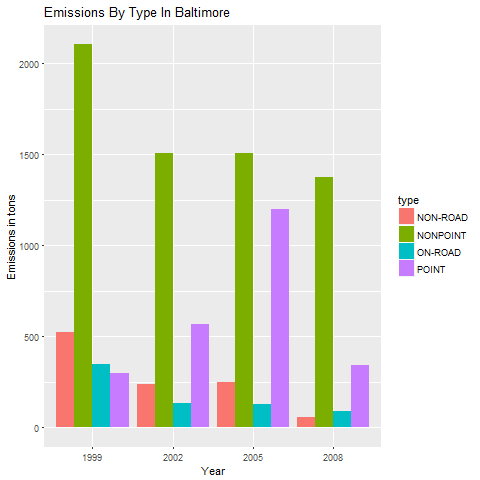 Emissions By Type In Baltimore
2000
1500
1000
500
0
Emissions in tons
1999 2002 2005 2008
Year
type
NON-ROAD
NONPOINT
ON-ROAD
POINT